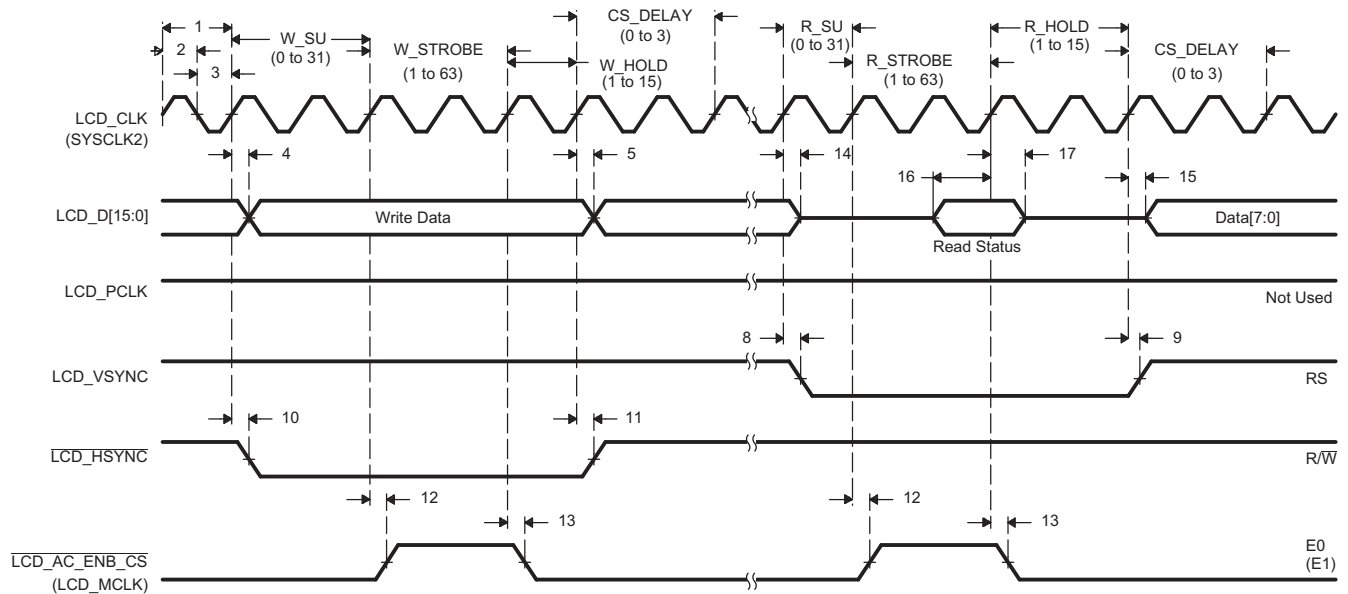 1
2
3
W_SU
(0 to 31)
W_STROBE
(1 to 63)
CS_DELAY
(0 to 3)
W_HOLD
(1 to 15)
R_SU
(0 to 31)
R_STROBE
(1 to 63)
R_HOLD
(1 to 15)
CS_DELAY
(0 to 3)
LCD_CLK
(SYSCLK2)
4
5
14
16
17
15
LCD_D[15:0]
Write Data
Read Status
Data[7:0]
LCD_PCLK
Not Used
8
9
LCD_VSYNC
RS
10
11
LCD_HSYNC
R/W
12
13
12
13
LCD_AC_ENB_CS
(LCD_MCLK)
E0
(E1)